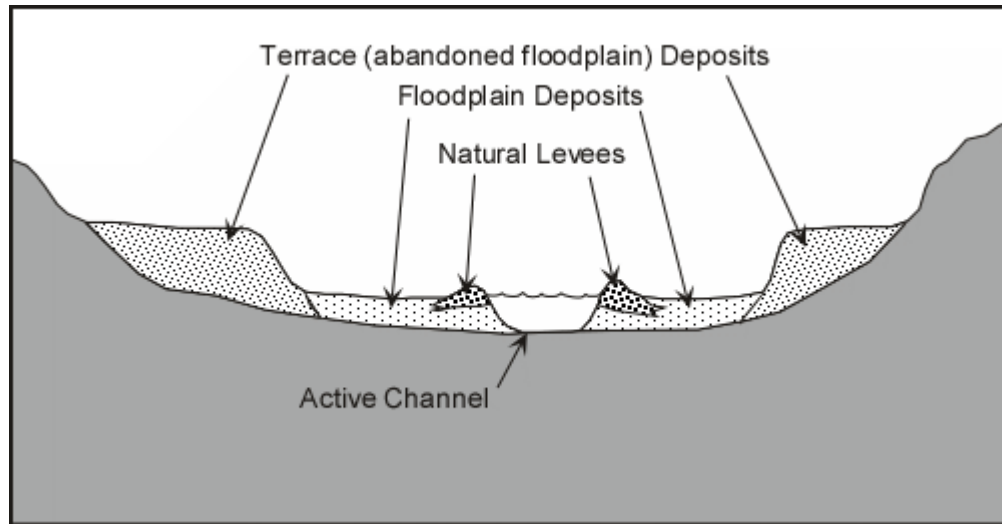 Terrace (abandoned floodplain) Deposits
Floodplain Deposits
Natural Levees
Active Channel